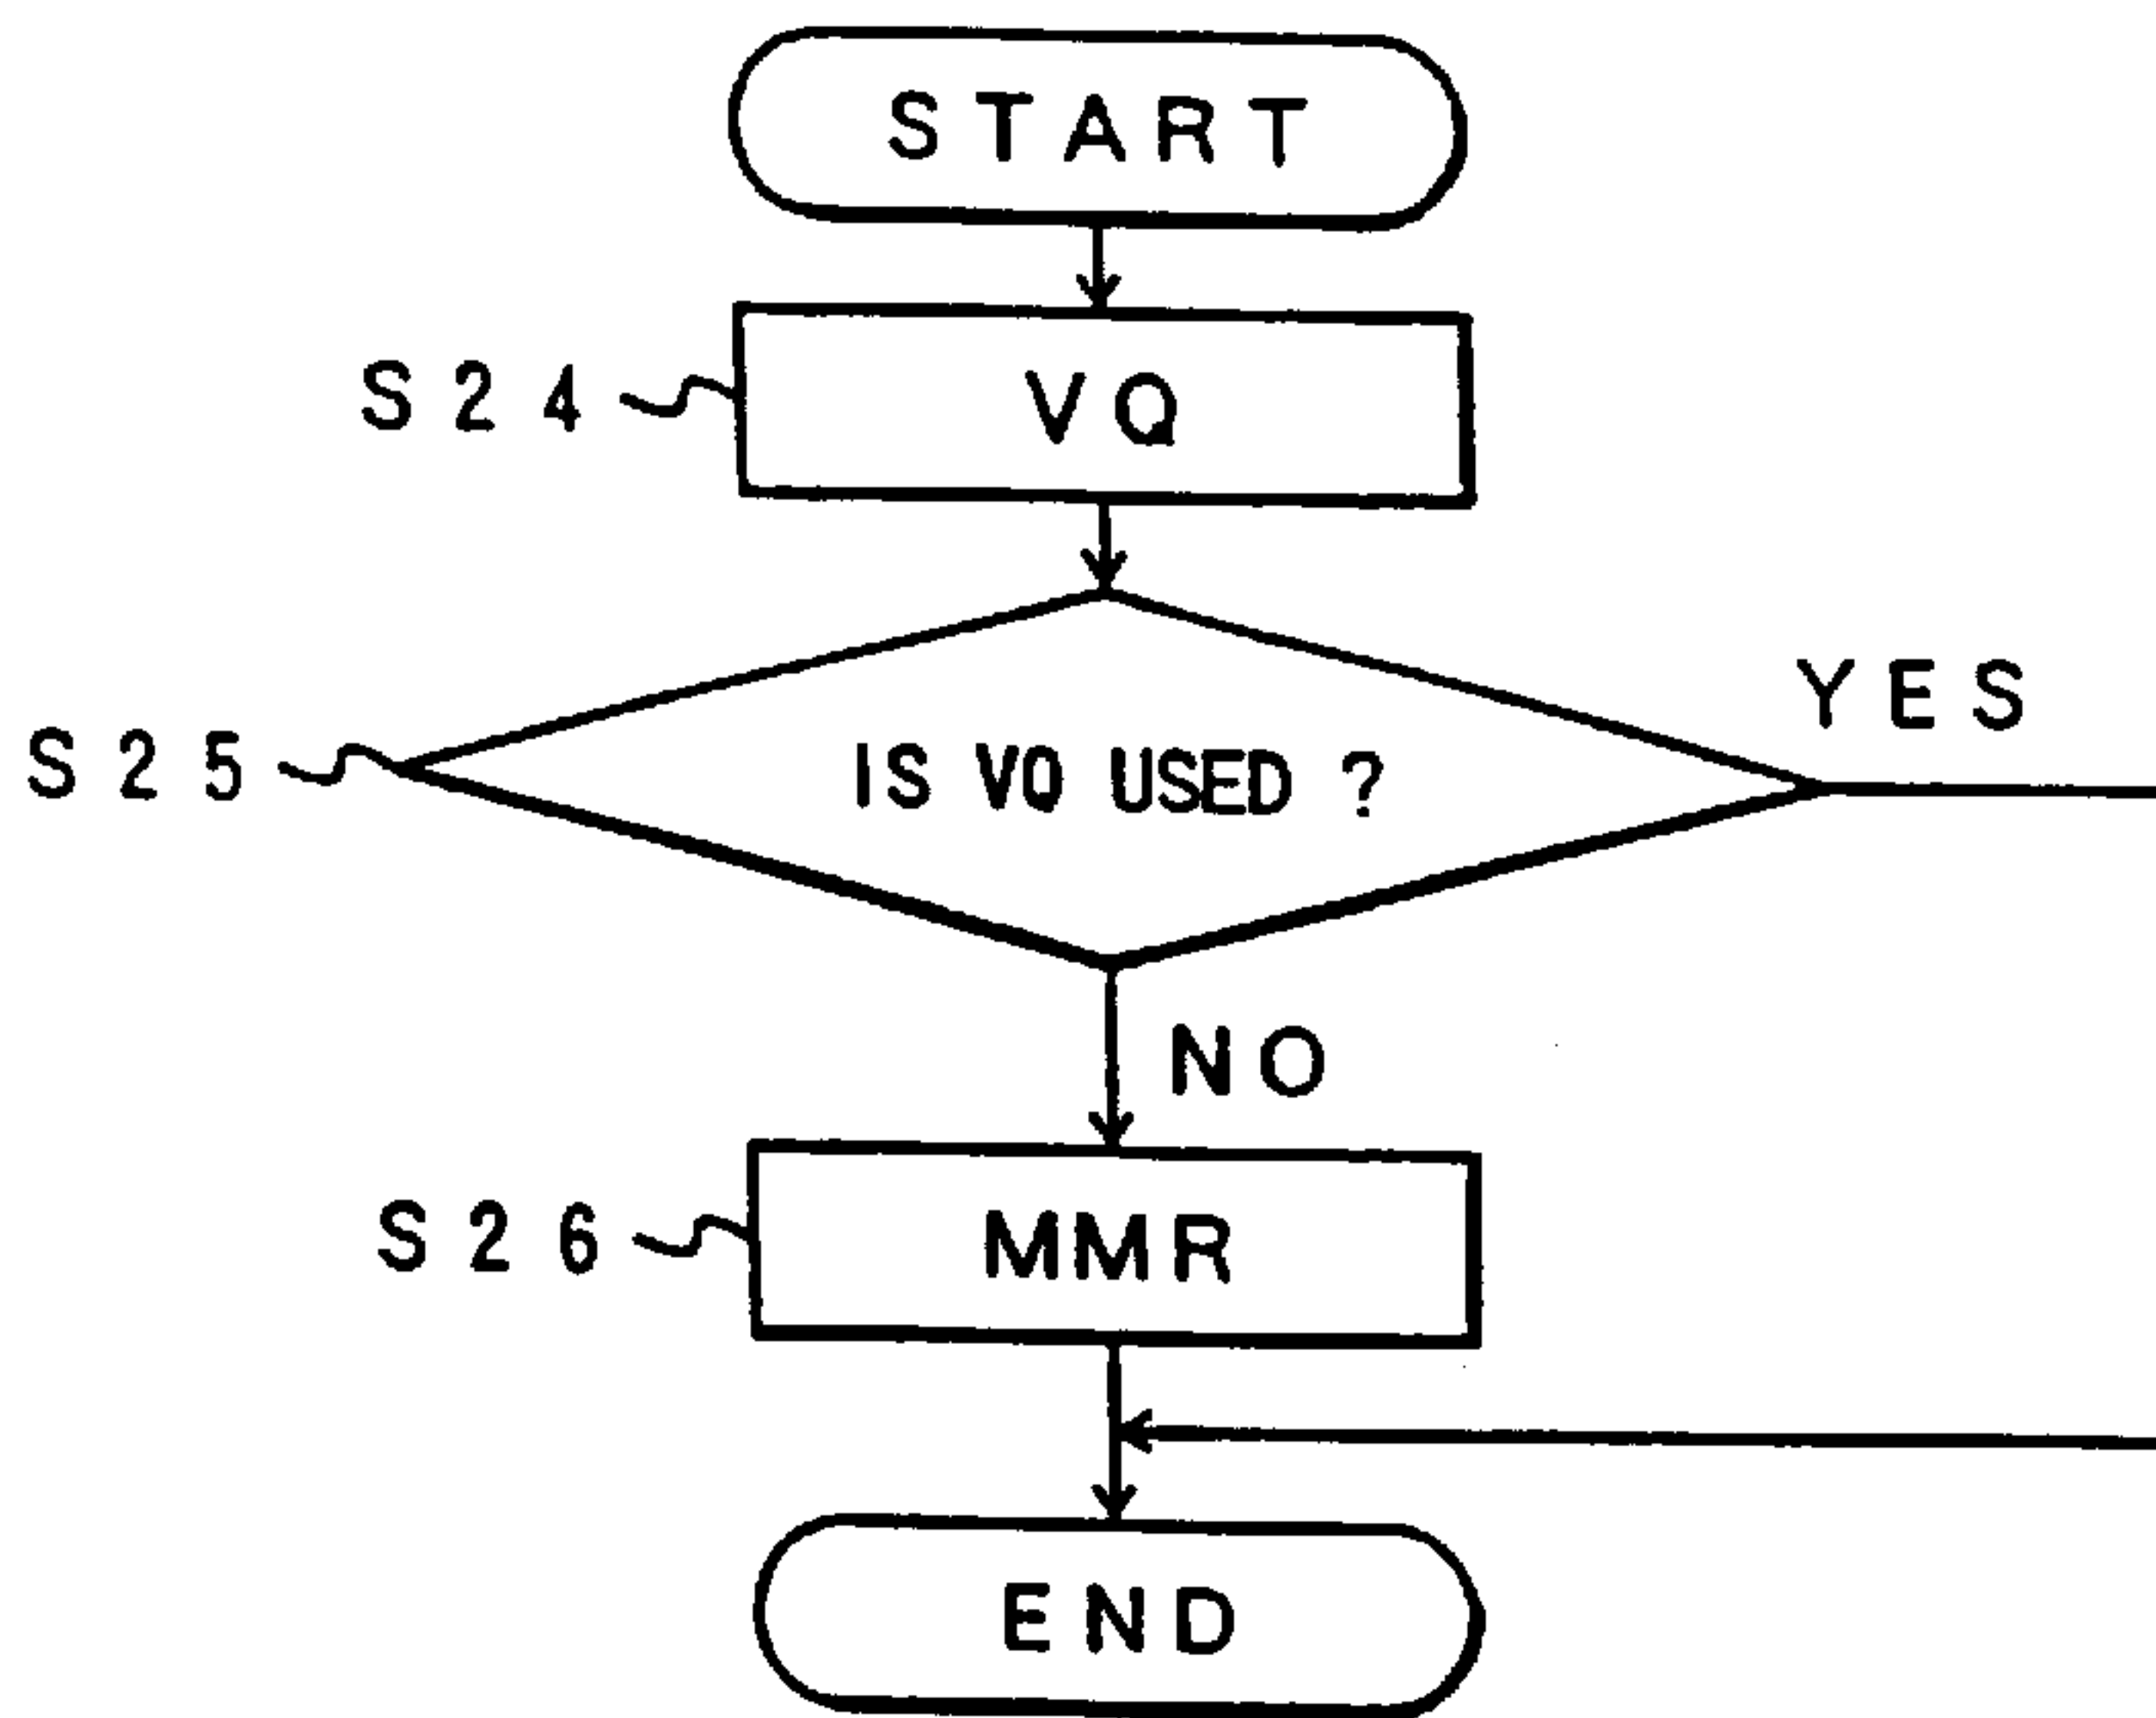 START
S24
VQ
YES
S25
IS VQ USED ?
NO
S26
MMR
END